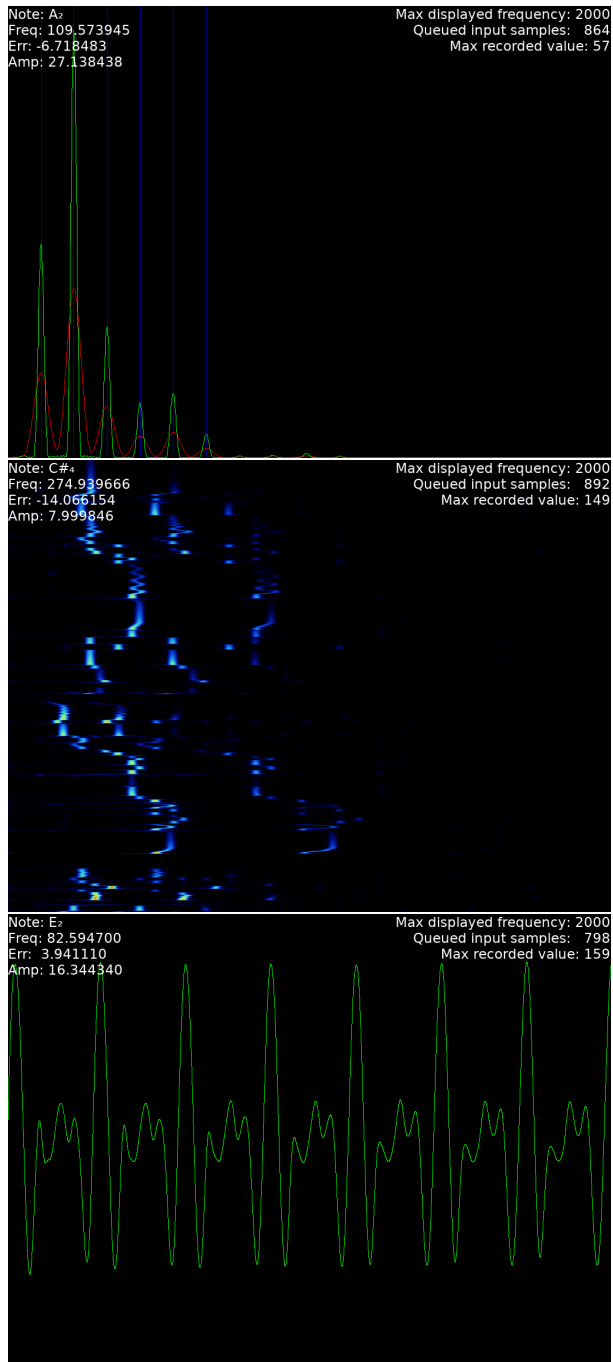 Note: A₂ Max displayed frequency: 2000
Freq: 109.573945 Queued input samples: 864
Err: -6.718483 Max recorded value: 57
Amp: 27.138438
Note: C#₄ Max displayed frequency: 2000
Freq: 274.939666 Queued input samples: 892
Err: -14.066154 Max recorded value: 149
Amp: 7.999846
Note: E₂ Max displayed frequency: 2000
Freq: 82.594700 Queued input samples: 798
Err: 3.941110 Max recorded value: 159
Amp: 16.344340